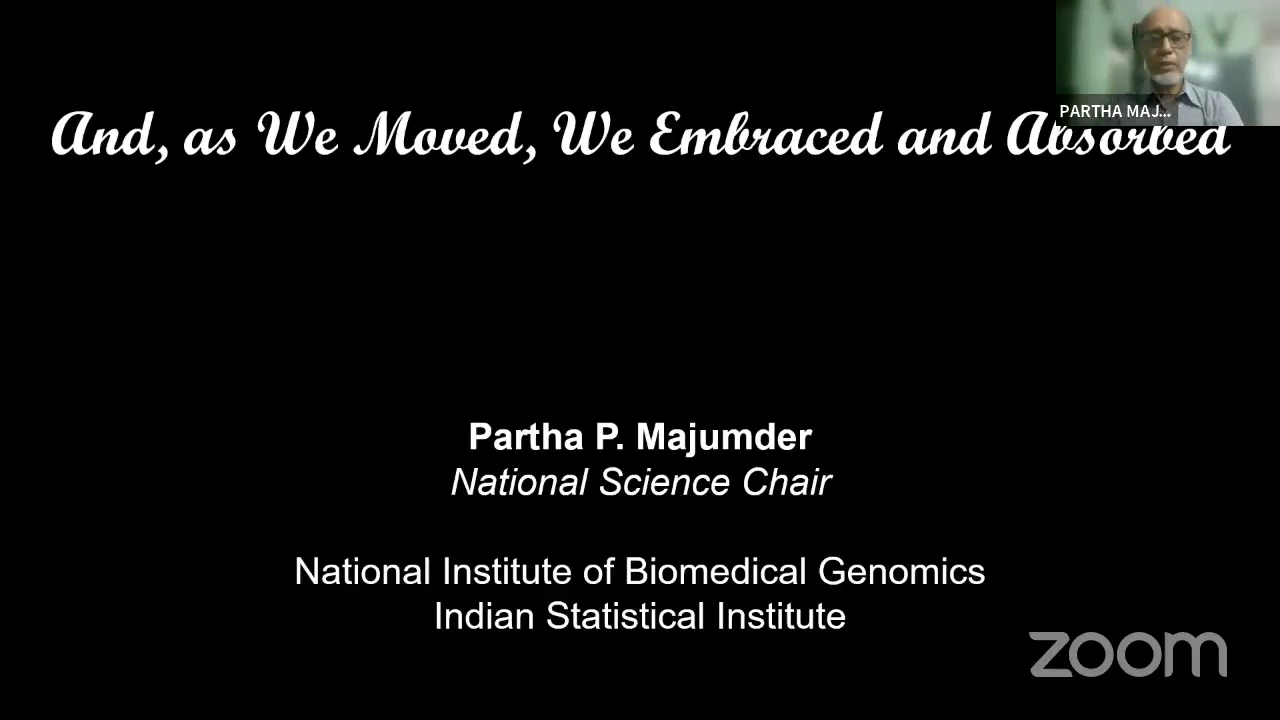 PARTHA MAJ...
And, as We Moved, We Embraced and Absorbed
Partha P. Majumder
National Science Chair
National Institute of Biomedical Genomics
Indian Statistical Institute
zoom